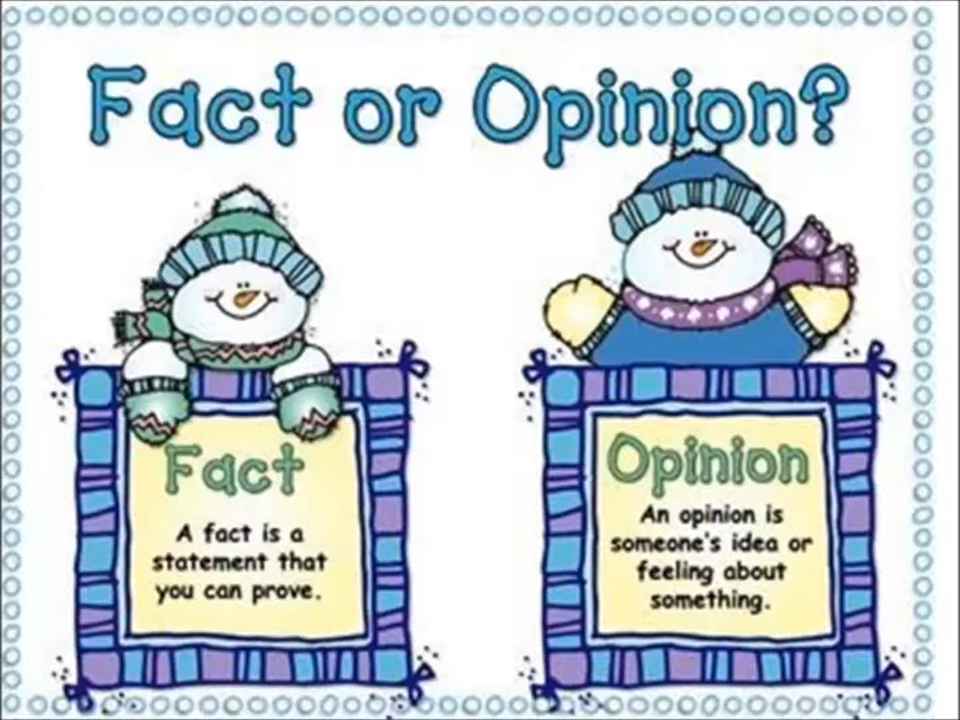 Fact or Opinion?
Fact
A fact is a
statement that
you can prove.
Opinion
An opinion is
someone's idea or
feeling about
something.